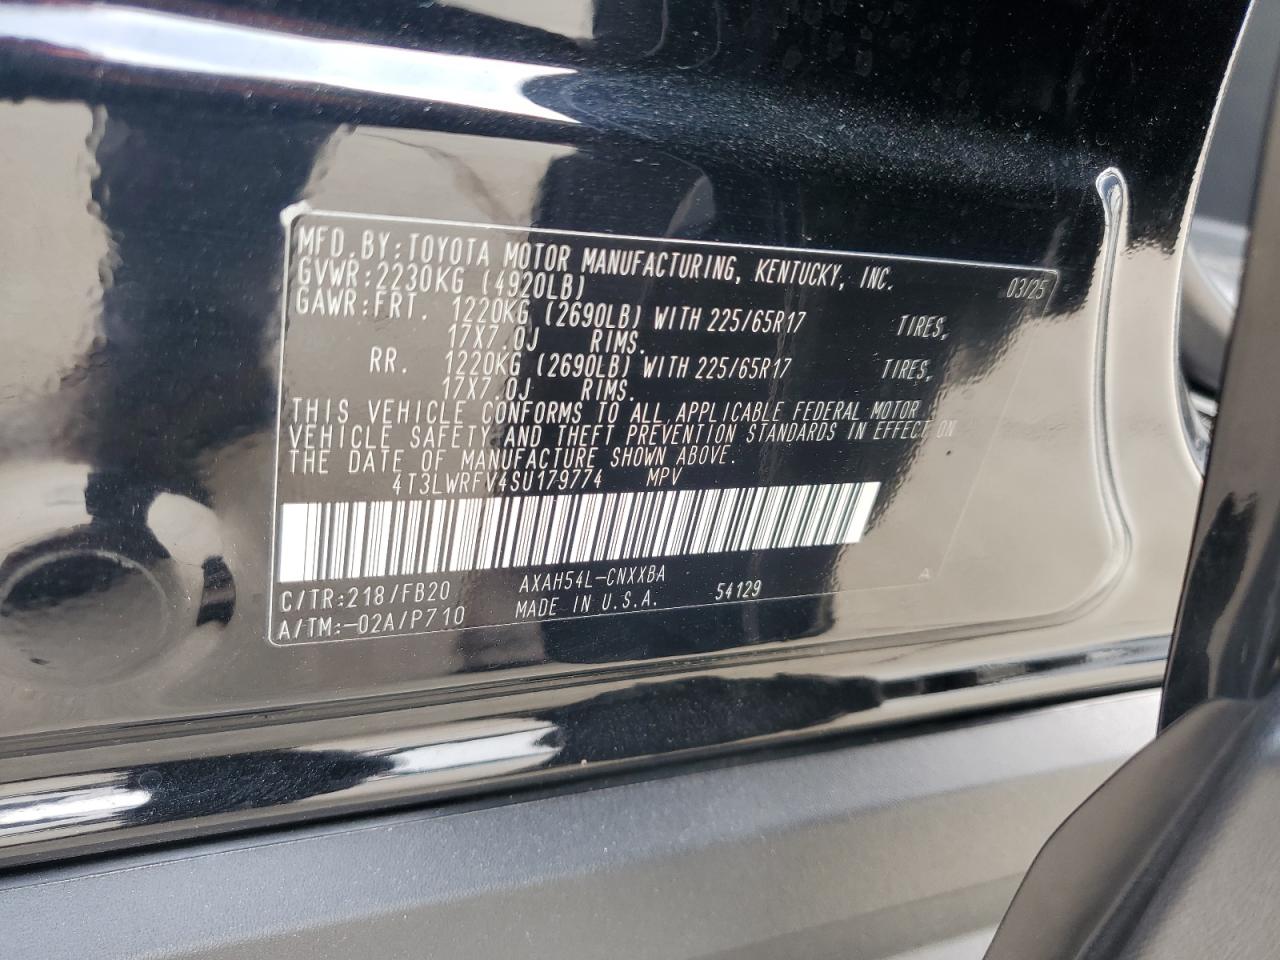 MFD. BY: TOYOTA MOTOR MANUFACTURING, KENTUCKY, INC. 03/25
GVWR: 2230KG (4920LB)
GAWR: FRT. 1220KG (2690LB) WITH 225/65R17 TIRES,
17X7.0J RIMS.
RR. 1220KG (2690LB) WITH 225/65R17 TIRES,
17X7.0J RIMS.
THIS VEHICLE CONFORMS TO ALL APPLICABLE FEDERAL MOTOR
VEHICLE SAFETY AND THEFT PREVENTION STANDARDS IN EFFECT ON
THE DATE OF MANUFACTURE SHOWN ABOVE.
4T3LWRFV4SU179774 MPV
C/TR: 218/FB20 AXAH54L-CNXXBA A
A/TM: -02A/P710 MADE IN U.S.A. 54129